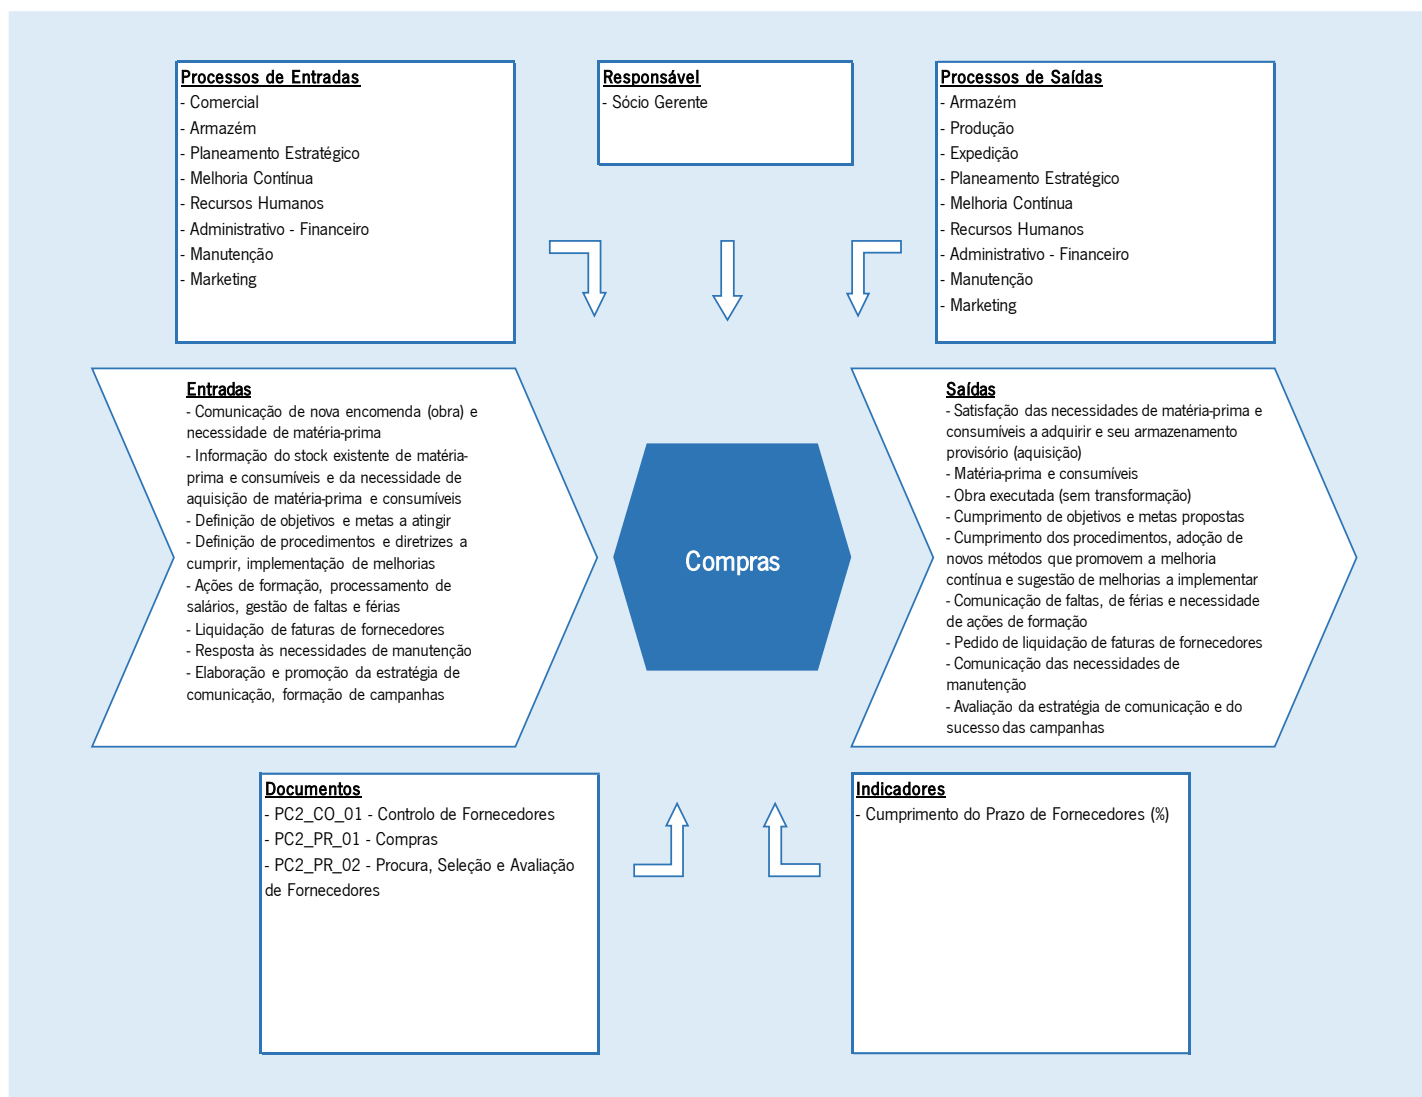 Processos de Entradas
- Comercial
- Armazém
- Planeamento Estratégico
- Melhoria Contínua
- Recursos Humanos
- Administrativo - Financeiro
- Manutenção
- Marketing
Responsável
- Sócio Gerente
Processos de Saídas
- Armazém
- Produção
- Expedição
- Planeamento Estratégico
- Melhoria Contínua
- Recursos Humanos
- Administrativo - Financeiro
- Manutenção
- Marketing
Entradas
- Comunicação de nova encomenda (obra) e
necessidade de matéria-prima
- Informação do stock existente de matéria-
prima e consumíveis e da necessidade de
aquisição de matéria-prima e consumíveis
- Definição de objetivos e metas a atingir
- Definição de procedimentos e diretrizes a
cumprir, implementação de melhorias
- Ações de formação, processamento de
salários, gestão de faltas e férias
- Liquidação de faturas de fornecedores
- Resposta às necessidades de manutenção
- Elaboração e promoção da estratégia de
comunicação, formação de campanhas
Compras
Saídas
- Satisfação das necessidades de matéria-prima e
consumíveis a adquirir e seu armazenamento
provisório (aquisição)
- Matéria-prima e consumíveis
- Obra executada (sem transformação)
- Cumprimento de objetivos e metas propostas
- Cumprimento dos procedimentos, adoção de
novos métodos que promovem a melhoria
contínua e sugestão de melhorias a implementar
- Comunicação de faltas, de férias e necessidade
de ações de formação
- Pedido de liquidação de faturas de fornecedores
- Comunicação das necessidades de
manutenção
- Avaliação da estratégia de comunicação e do
sucesso das campanhas
Documentos
- PC2_CO_01 - Controlo de Fornecedores
- PC2_PR_01 - Compras
- PC2_PR_02 - Procura, Seleção e Avaliação
de Fornecedores
Indicadores
- Cumprimento do Prazo de Fornecedores (%)